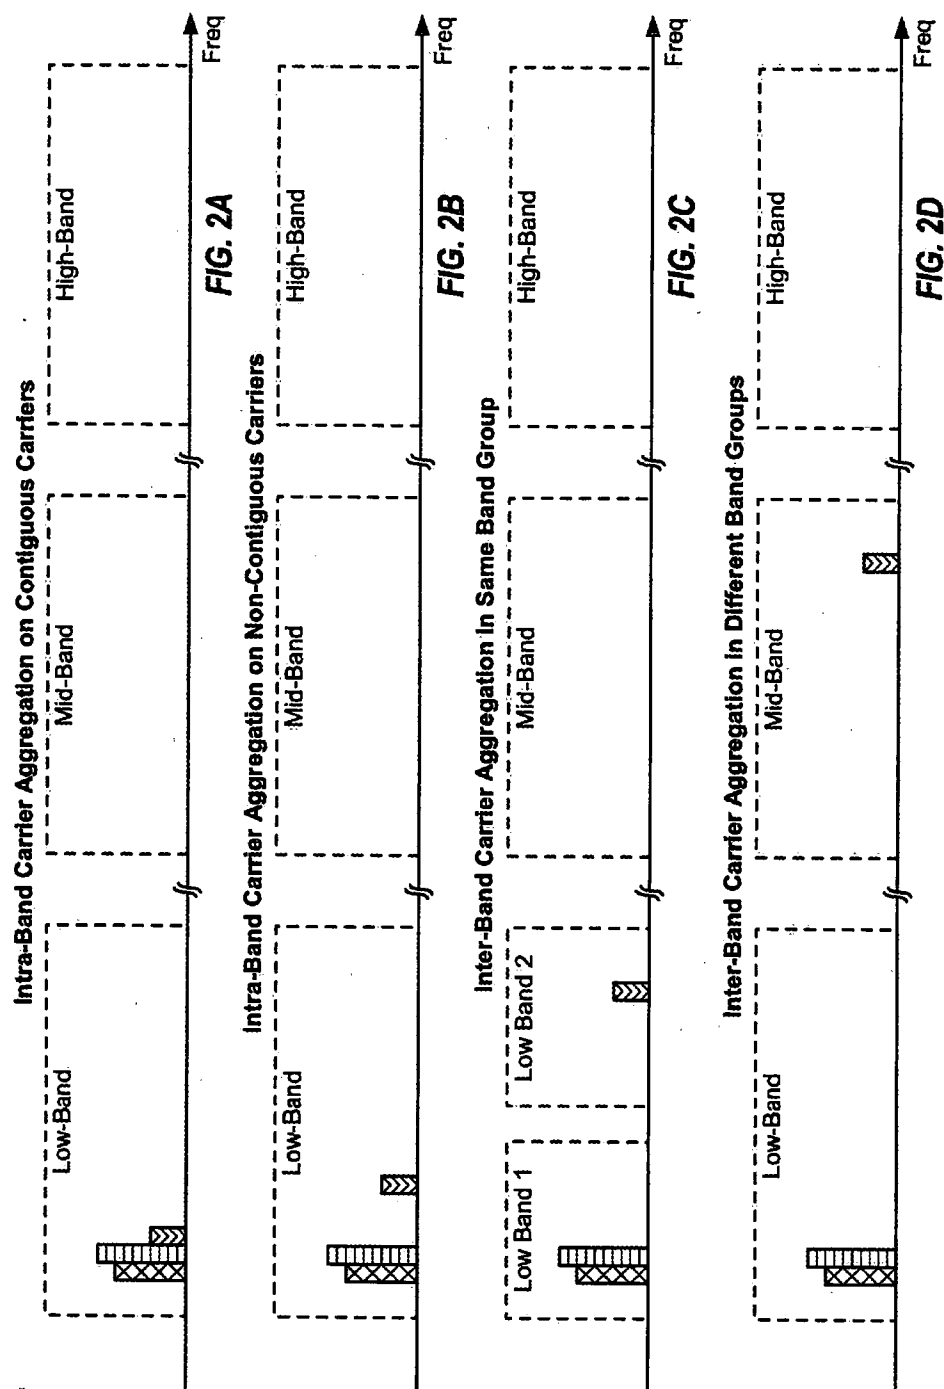 Intra-Band Carrier Aggregation on Contiguous Carriers
Low-Band
Mid-Band
High-Band
Freq
FIG. 2A
Intra-Band Carrier Aggregation on Non-Contiguous Carriers
Low-Band
Mid-Band
High-Band
Freq
FIG. 2B
Inter-Band Carrier Aggregation In Same Band Group
Low Band 1
Low Band 2
Mid-Band
High-Band
Freq
FIG. 2C
Inter-Band Carrier Aggregation in Different Band Groups
Low-Band
Mid-Band
High-Band
Freq
FIG. 2D